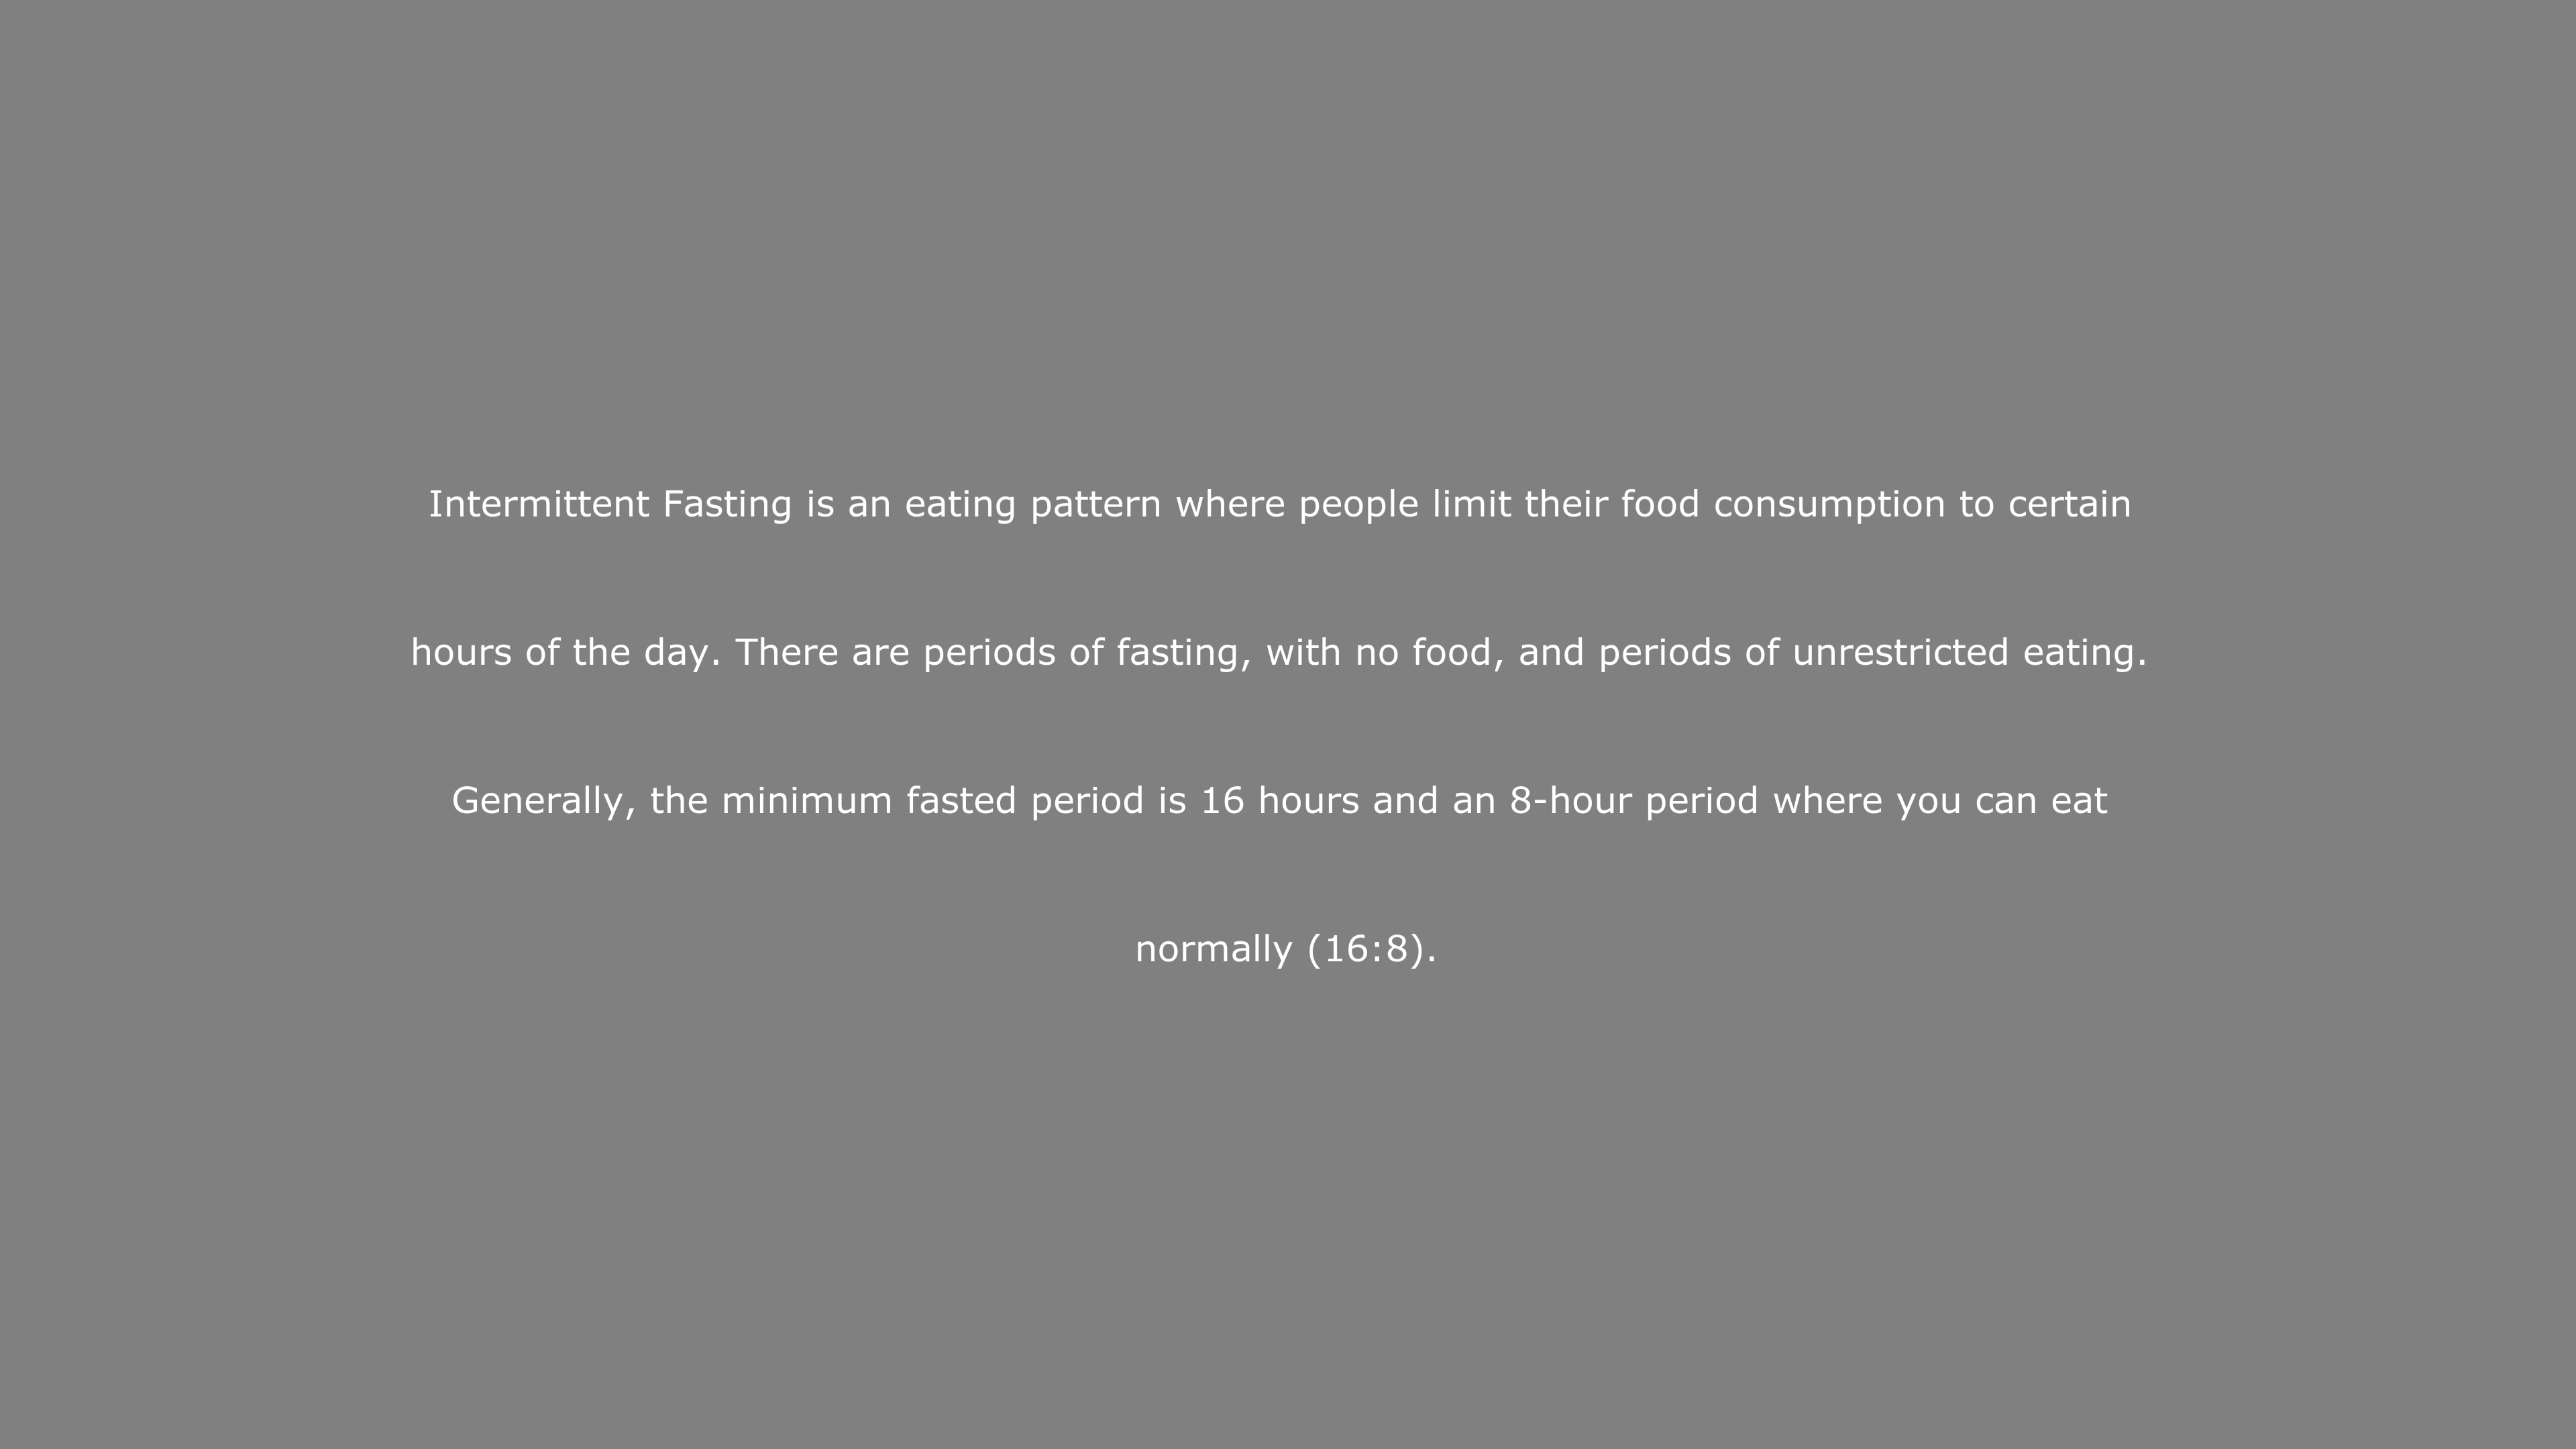 Intermittent Fasting is an eating pattern where people limit their food consumption to certain
hours of the day. There are periods of fasting, with no food, and periods of unrestricted eating.
Generally, the minimum fasted period is 16 hours and an 8-hour period where you can eat
normally (16:8).